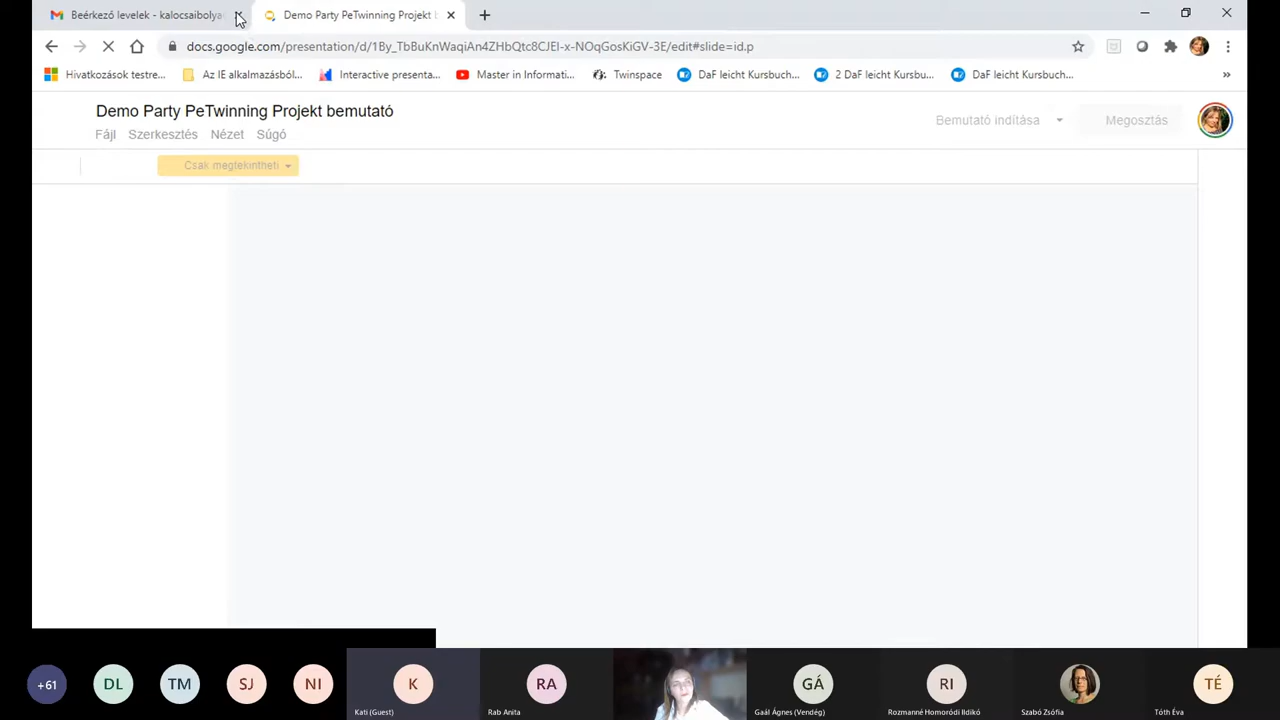 Beérkező levelek - kalocsaibolya
Demo Party PeTwinning Projekt b
docs.google.com/presentation/d/1By_TbBuKnWaqiAn4ZHbQtc8CJEI-x-NOqGosKiGV-3E/edit#slide=id.p
Hivatkozások testre...
Az IE alkalmazásból...
Interactive presenta...
Master in Informati...
Twinspace
DaF leicht Kursbuch...
2 DaF leicht Kursbu...
DaF leicht Kursbuch...
Demo Party PeTwinning Projekt bemutató
Fájl Szerkesztés Nézet Súgó
Bemutató indítása
Megosztás
Csak megtekintheti
+61
DL
TM
SJ
NI
K
Kati (Guest)
RA
Rab Anita
GÁ
Gaál Ágnes (Vendég)
RI
Rozmanné Homoródi Ildikó
Szabó Zsófia
TÉ
Tóth Éva